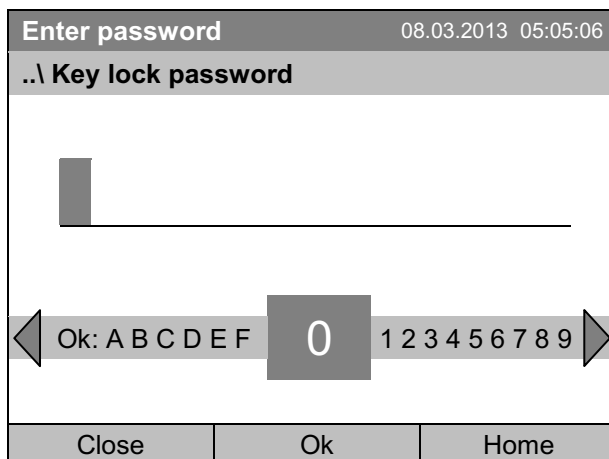 Enter password 08.03.2013 05:05:06
..\ Key lock password
Ok: A B C D E F 0 1 2 3 4 5 6 7 8 9
Close Ok Home